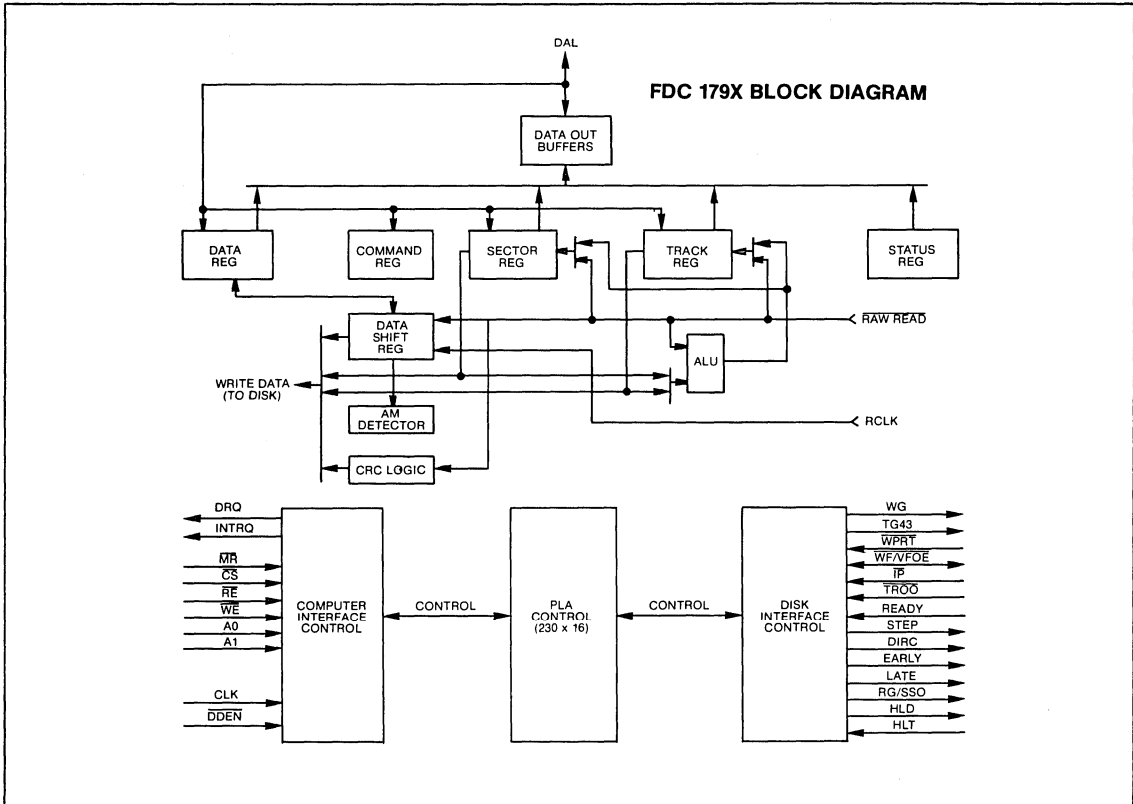 DAL
FDC 179X BLOCK DIAGRAM
DATA OUT
BUFFERS
DATA
REG
COMMAND
REG
SECTOR
REG
TRACK
REG
STATUS
REG
DATA
SHIFT
REG
RAW READ
ALU
WRITE DATA
(TO DISK)
AM
DETECTOR
RCLK
CRC LOGIC
DRQ
INTRQ
MR
CS
RE
WE
A0
A1
CLK
DDEN
COMPUTER
INTERFACE
CONTROL
CONTROL
PLA
CONTROL
(230 x 16)
CONTROL
DISK
INTERFACE
CONTROL
WG
TG43
WPRT
WF/VFOE
IP
TROO
READY
STEP
DIRC
EARLY
LATE
RG/SSO
HLD
HLT